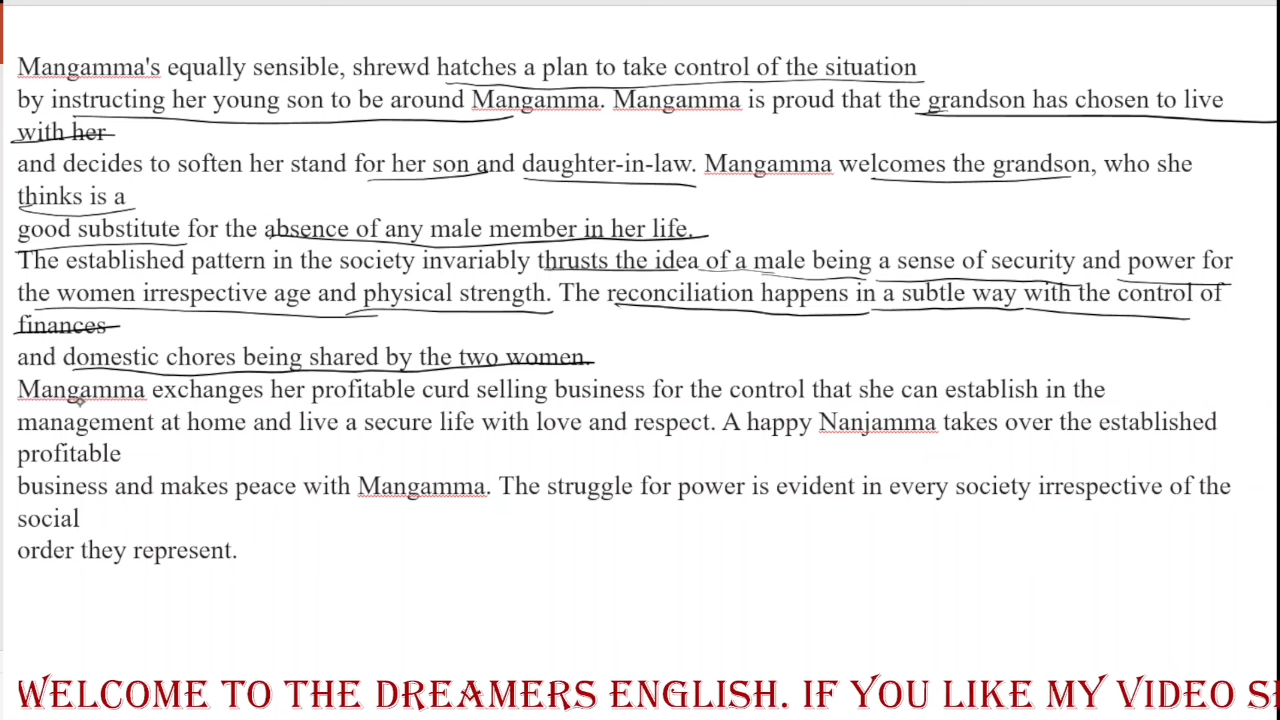 Mangamma's equally sensible, shrewd hatches a plan to take control of the situation
by instructing her young son to be around Mangamma. Mangamma is proud that the grandson has chosen to live
with her
and decides to soften her stand for her son and daughter-in-law. Mangamma welcomes the grandson, who she
thinks is a
good substitute for the absence of any male member in her life.
The established pattern in the society invariably thrusts the idea of a male being a sense of security and power for
the women irrespective age and physical strength. The reconciliation happens in a subtle way with the control of
finances
and domestic chores being shared by the two women.
Mangamma exchanges her profitable curd selling business for the control that she can establish in the
management at home and live a secure life with love and respect. A happy Nanjamma takes over the established
profitable
business and makes peace with Mangamma. The struggle for power is evident in every society irrespective of the
social
order they represent.
WELCOME TO THE DREAMERS ENGLISH. IF YOU LIKE MY VIDEO